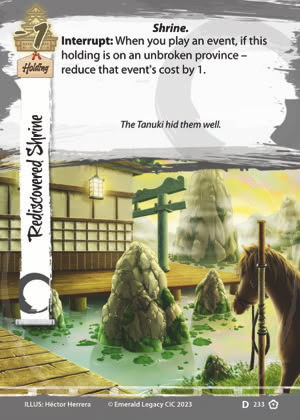 1
Shrine.
Interrupt: When you play an event, if this
holding is on an unbroken province –
reduce that event's cost by 1.
Holding
The Tanuki hid them well.
Rediscovered Shrine
ILLUS: Héctor Herrera © Emerald Legacy CIC 2023 D 233